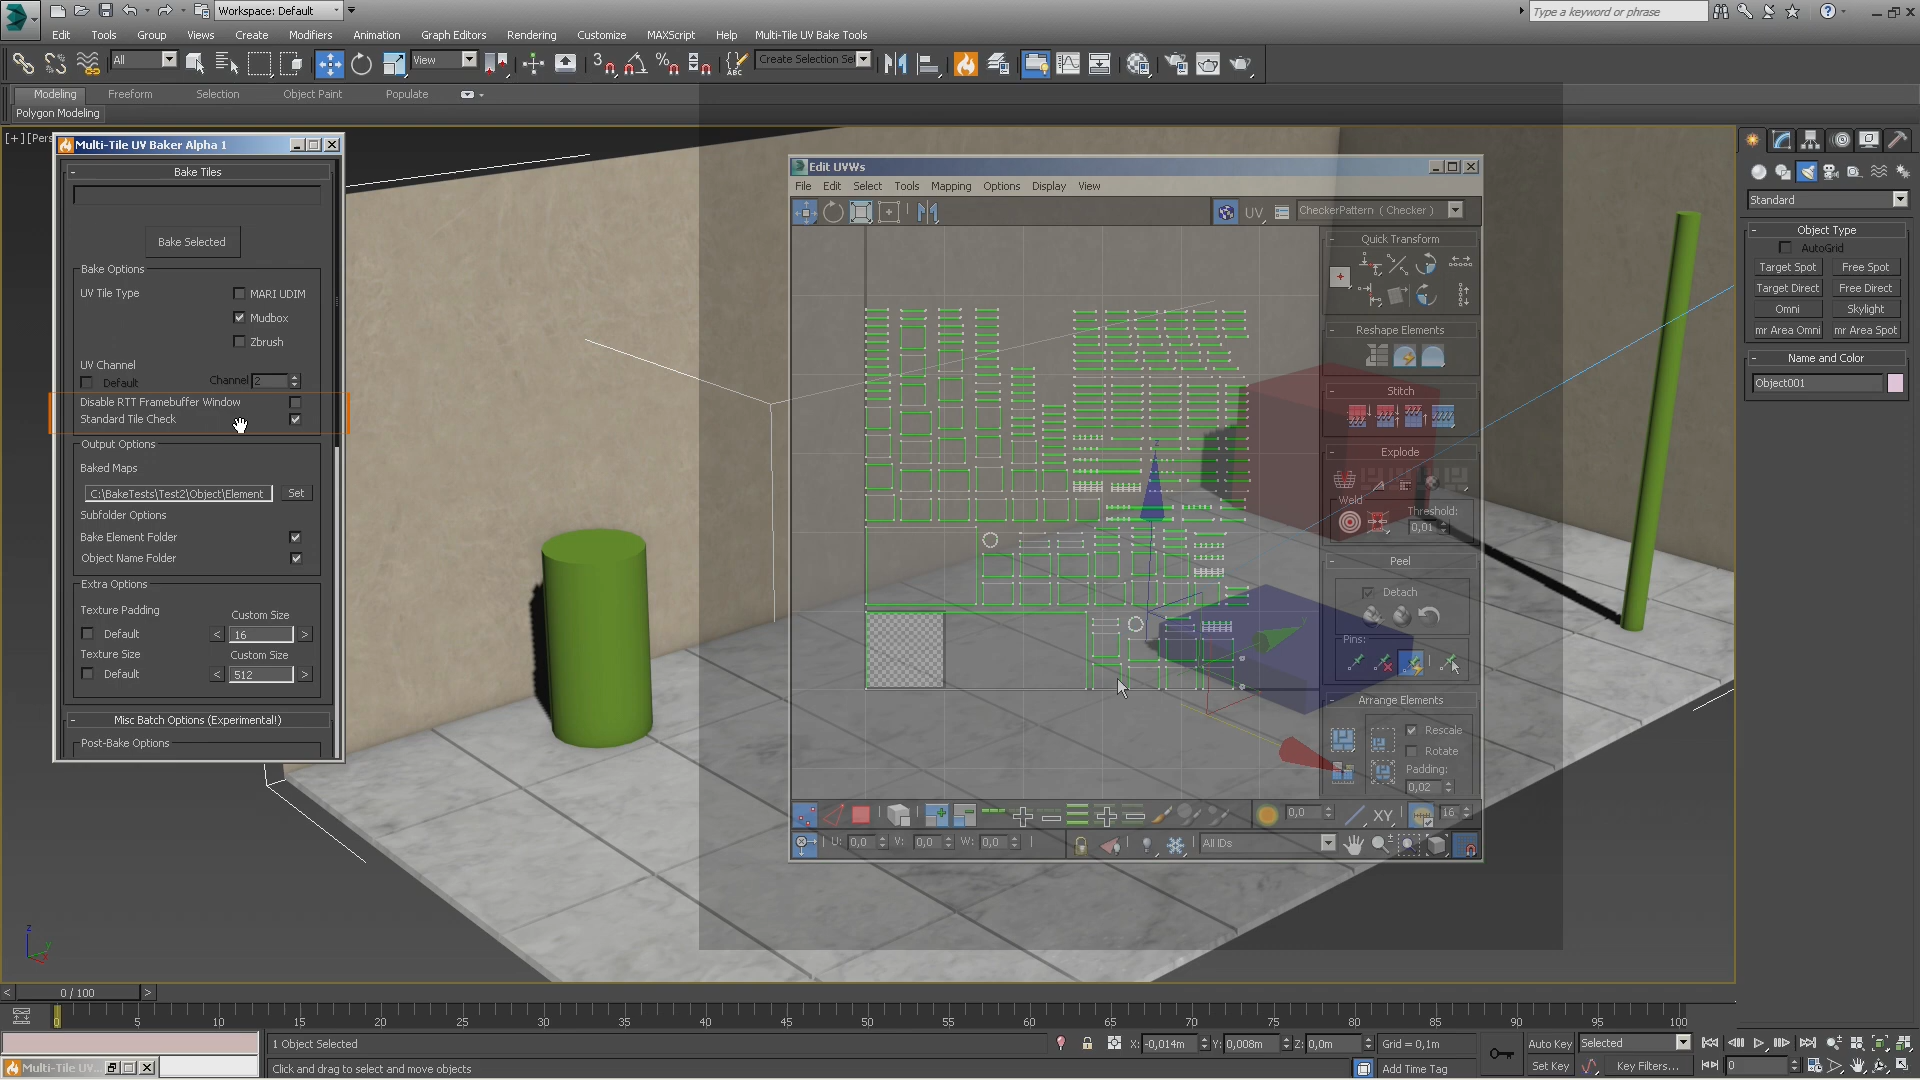 Workspace: Default
Type a keyword or phrase
Edit Tools Group Views Create Modifiers Animation Graph Editors Rendering Customize MAXScript Help Multi-Tile UV Bake Tools
All
View
Create Selection Se
Modeling Freeform Selection Object Paint Populate
Polygon Modeling
[+][Pers
Multi-Tile UV Baker Alpha 1
Bake Tiles
Bake Selected
Bake Options
UV Tile Type
MARI UDIM
Mudbox
Zbrush
UV Channel
Default
Channel 2
Disable RTT Framebuffer Window
Standard Tile Check
Output Options
Baked Maps
C:\BakeTests\Test2\Object\Element Set
Subfolder Options
Bake Element Folder
Object Name Folder
Extra Options
Texture Padding
Custom Size
Default
< 16 >
Texture Size
Custom Size
Default
< 512 >
Misc Batch Options (Experimental!)
Post-Bake Options
Edit UVWs
File Edit Select Tools Mapping Options Display View
UV
CheckerPattern ( Checker )
Quick Transform
Reshape Elements
Stitch
Explode
Weld
Threshold:
0,01
Peel
Detach
Pins:
Arrange Elements
Rescale
Rotate
Padding:
0,02
0,0
XY
16
U: 0,0 V: 0,0 W: 0,0
All IDs
Standard
Object Type
AutoGrid
Target Spot Free Spot
Target Direct Free Direct
Omni Skylight
mr Area Omni mr Area Spot
Name and Color
Object001
z
y
< 0 / 100 >
0 5 10 15 20 25 30 35 40 45 50 55 60 65 70 75 80 85 90 95 100
1 Object Selected
X: -0,014m Y: 0,008m Z: 0,0m Grid = 0,1m
Auto Key Selected
Multi-Tile UV...
Click and drag to select and move objects
Add Time Tag
Set Key Key Filters...
0